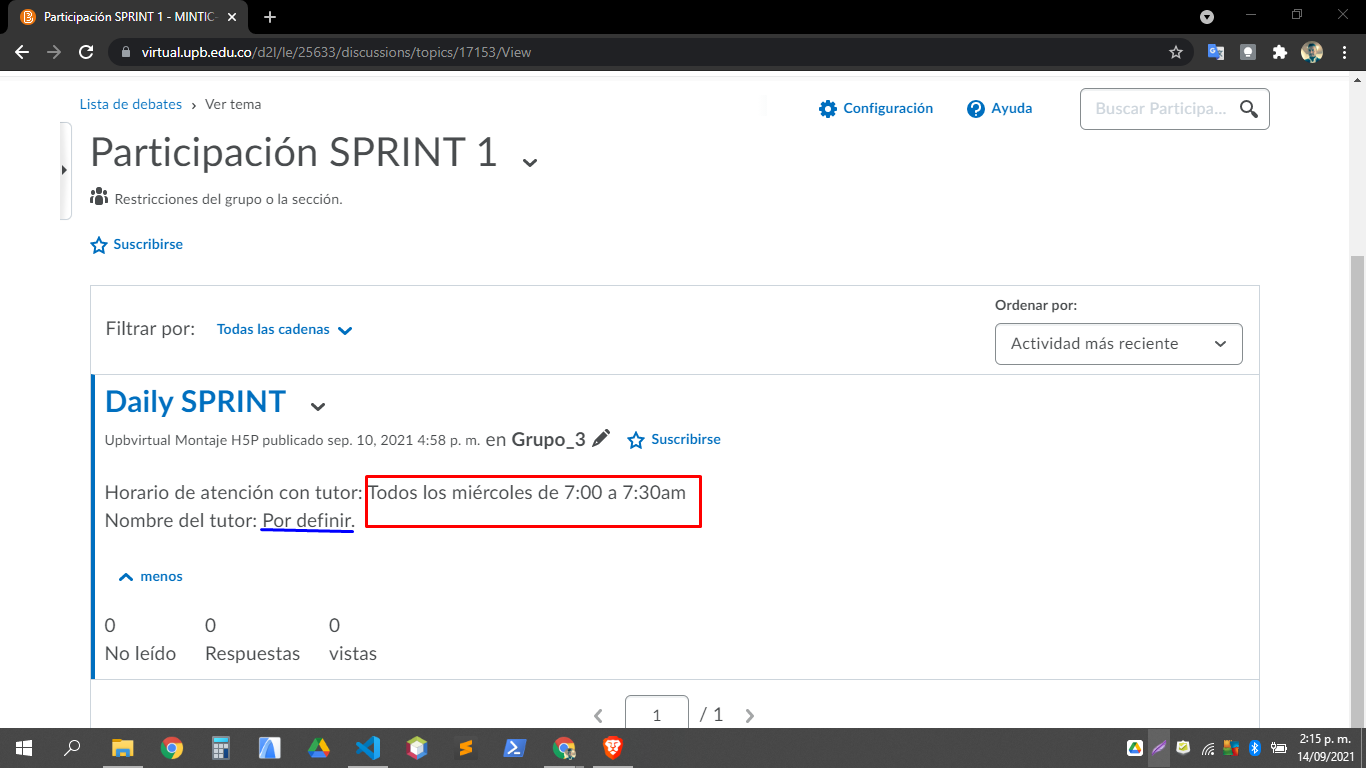 Participación SPRINT 1 - MINTIC-
virtual.upb.edu.co/d2l/le/25633/discussions/topics/17153/View
Lista de debates › Ver tema
Configuración
Ayuda
Buscar Participa...
Participación SPRINT 1
Restricciones del grupo o la sección.
Suscribirse
Ordenar por:
Filtrar por: Todas las cadenas
Actividad más reciente
Daily SPRINT
Upbvirtual Montaje H5P publicado sep. 10, 2021 4:58 p. m. en Grupo_3 Suscribirse
Horario de atención con tutor: Todos los miércoles de 7:00 a 7:30am
Nombre del tutor: Por definir.
menos
0 0 0
No leído Respuestas vistas
1 / 1
2:15 p. m.
14/09/2021